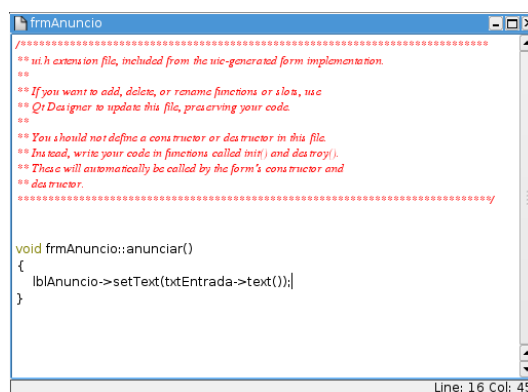 frmAnuncio
/*****************************************************************************
** ui.h extension file, included from the uic-generated form implementation.
**
** If you want to add, delete, or rename functions or slots, use
** Qt Designer to update this file, preserving your code.
**
** You should not define a constructor or destructor in this file.
** Instead, write your code in functions called init() and destroy().
** These will automatically be called by the form's constructor and
** destructor.
*****************************************************************************/
void frmAnuncio::anunciar()
{
lblAnuncio->setText(txtEntrada->text());
}
Line: 16 Col: 4